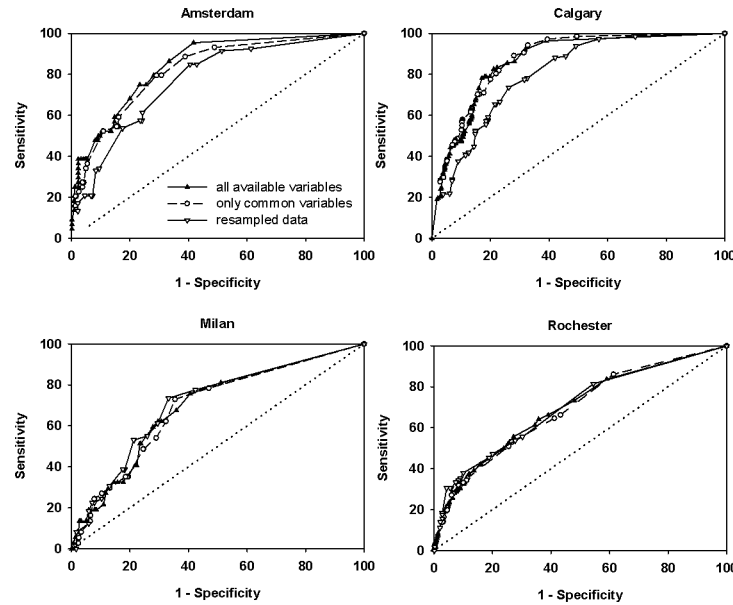 Amsterdam
Sensitivity
100
80
60
40
20
0
all available variables
only common variables
resampled data
0 20 40 60 80 100
1 - Specificity
Calgary
Sensitivity
100
80
60
40
20
0
0 20 40 60 80 100
1 - Specificity
Milan
Sensitivity
100
80
60
40
20
0
0 20 40 60 80 100
1 - Specificity
Rochester
Sensitivity
100
80
60
40
20
0
0 20 40 60 80 100
1 - Specificity